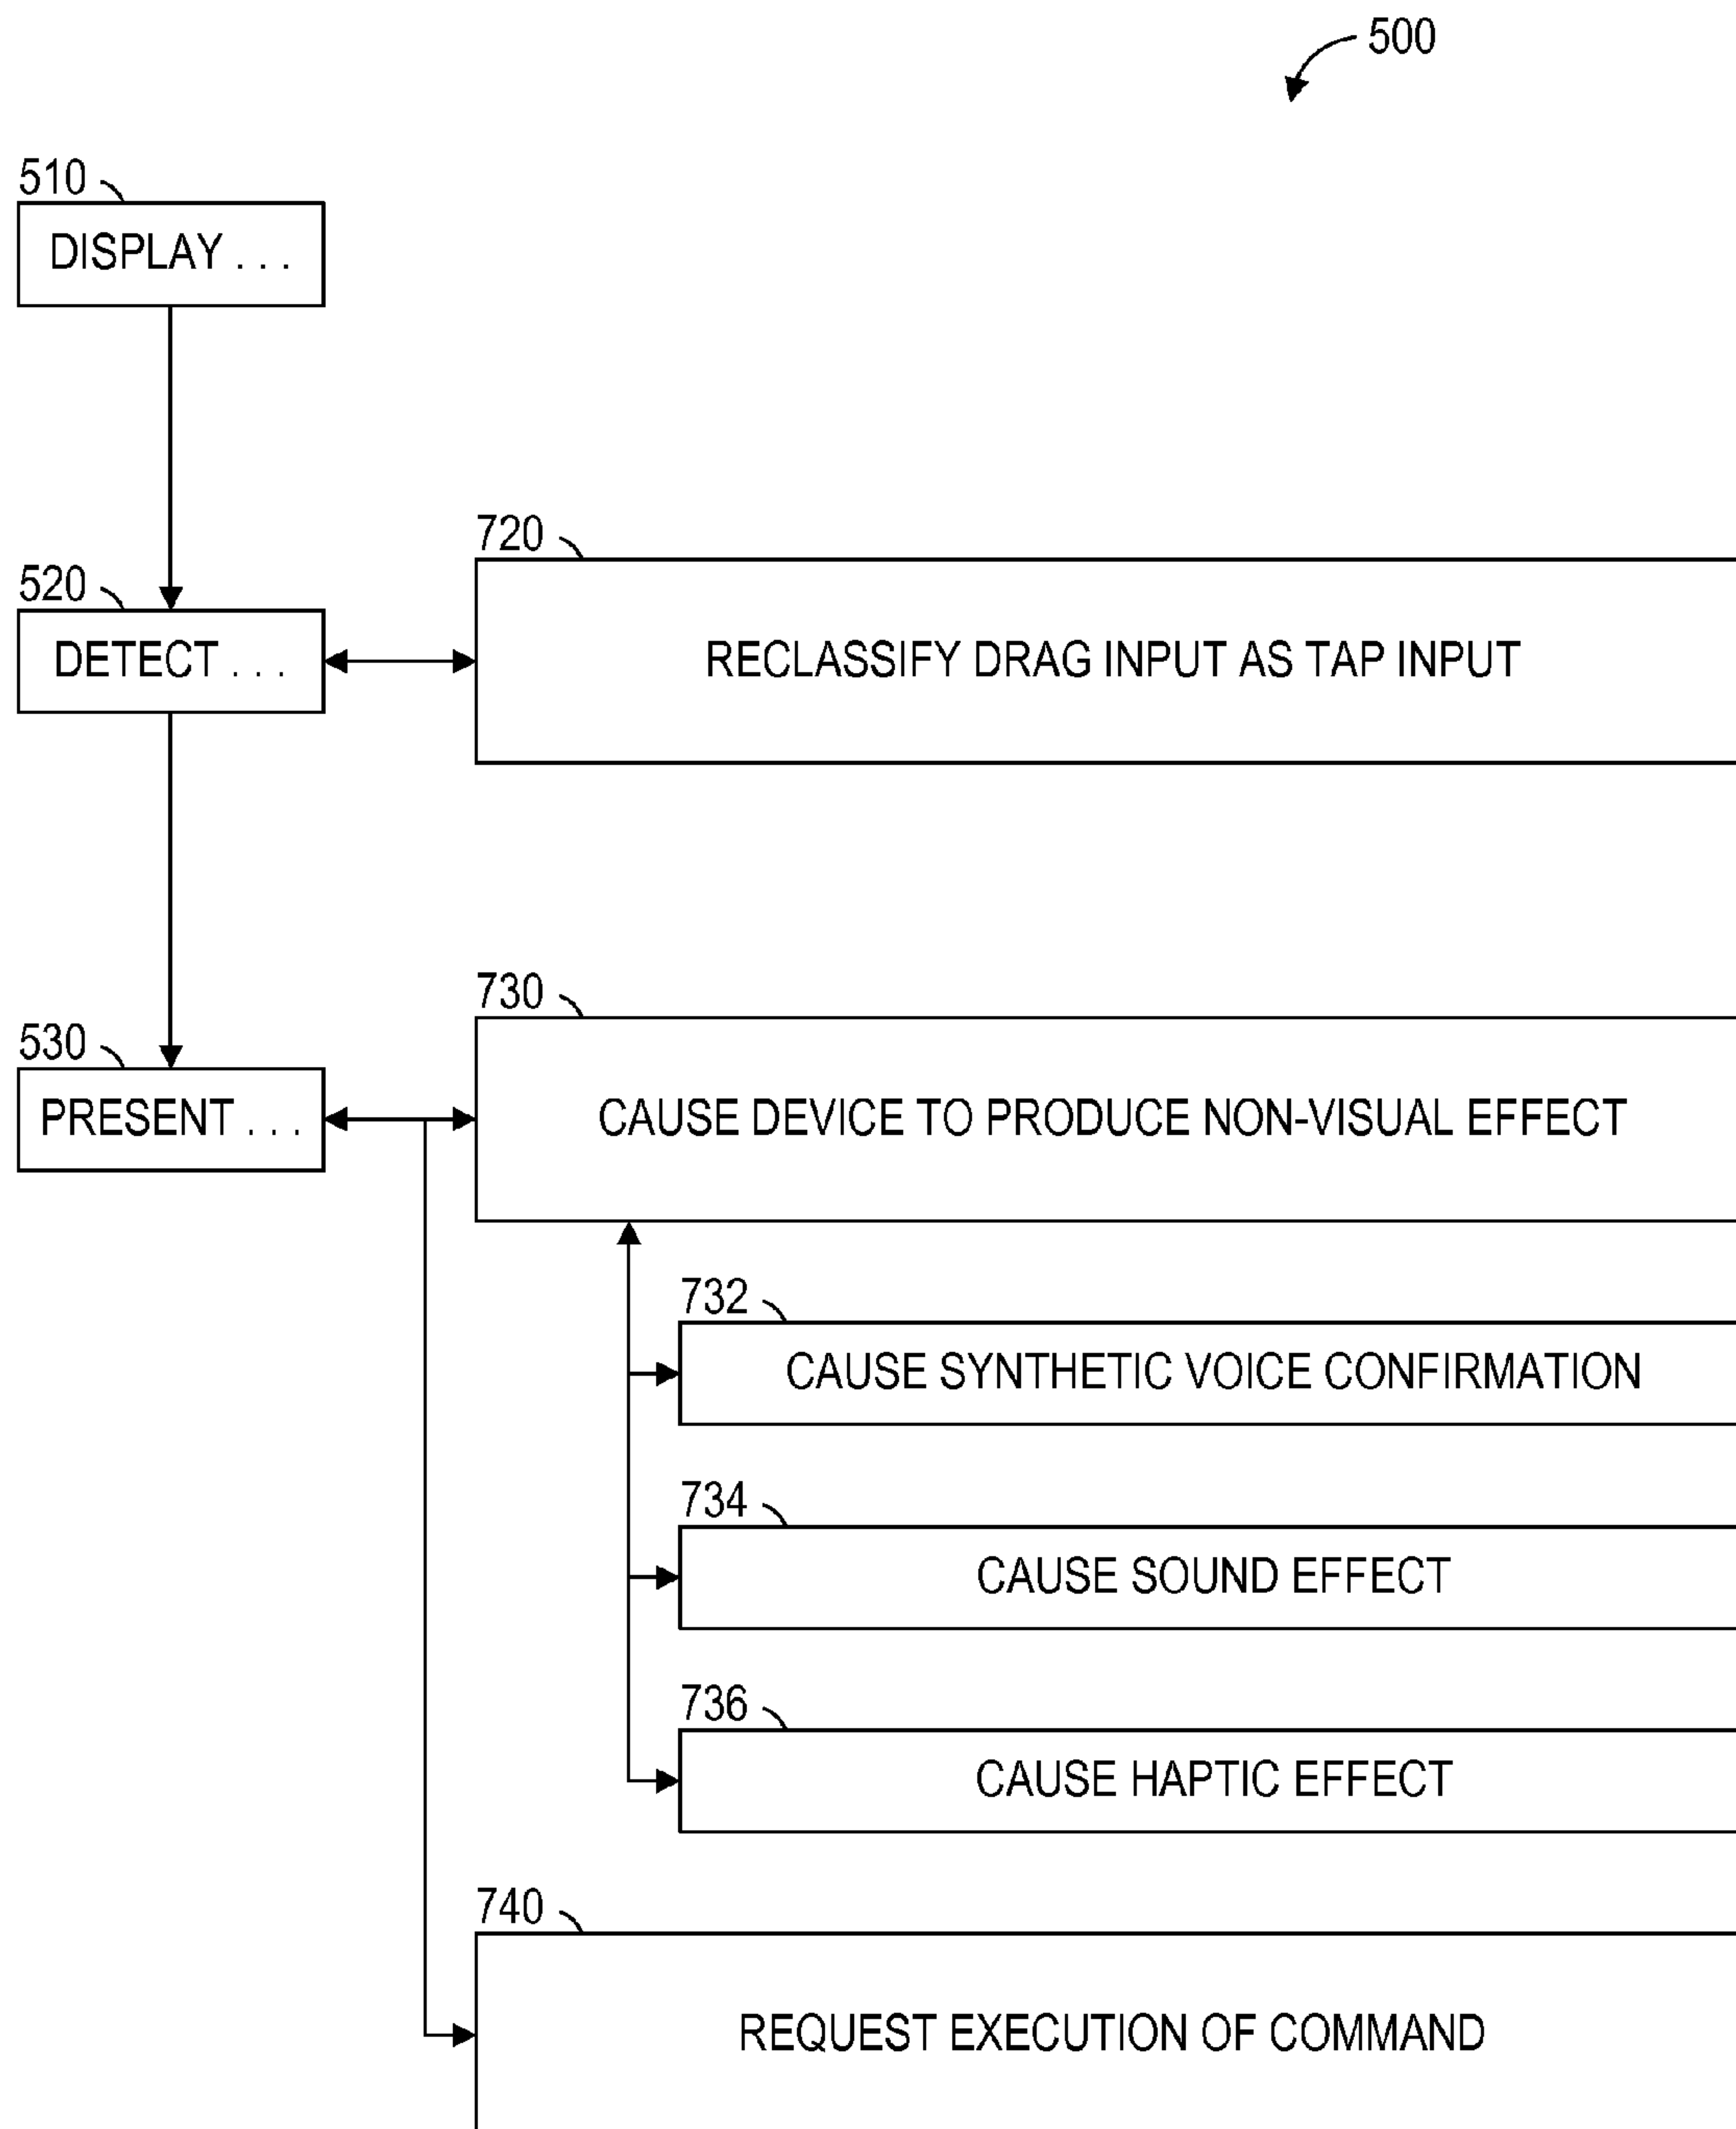 500
510
DISPLAY . . .
720
520
DETECT . . .
RECLASSIFY DRAG INPUT AS TAP INPUT
730
530
PRESENT . . .
CAUSE DEVICE TO PRODUCE NON-VISUAL EFFECT
732
CAUSE SYNTHETIC VOICE CONFIRMATION
734
CAUSE SOUND EFFECT
736
CAUSE HAPTIC EFFECT
740
REQUEST EXECUTION OF COMMAND